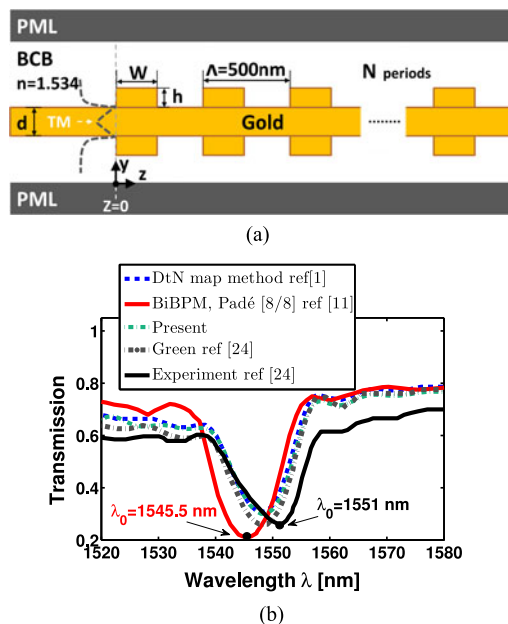 PML
BCB
n=1.534
W
h
Λ=500nm
N periods
d
TM
Gold
y
z
Z=0
PML
(a)
DtN map method ref[1]
BiBPM, Padé [8/8] ref [11]
Present
Green ref [24]
Experiment ref [24]
1
0.8
0.6
0.4
0.2
Transmission
λ0=1545.5 nm
λ0=1551 nm
1520 1530 1540 1550 1560 1570 1580
Wavelength λ [nm]
(b)